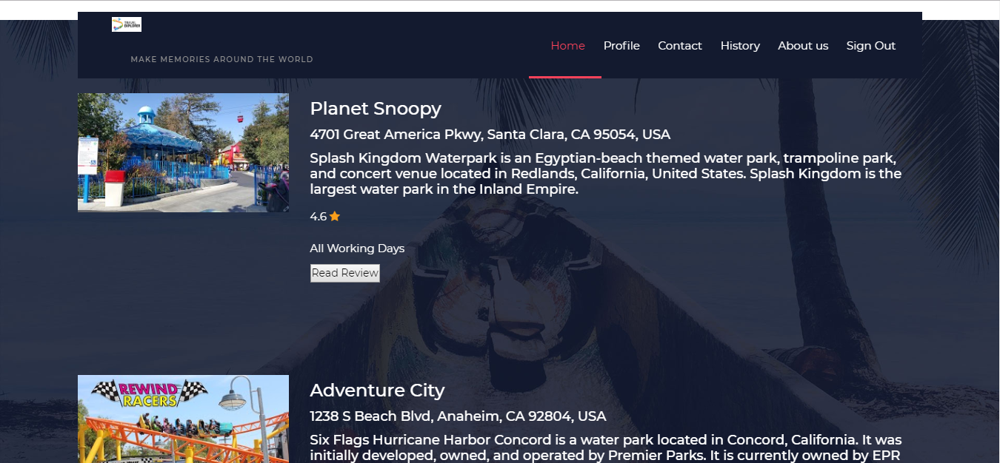 TRAVEL
EXPLORER
MAKE MEMORIES AROUND THE WORLD
Home Profile Contact History About us Sign Out
Planet Snoopy
4701 Great America Pkwy, Santa Clara, CA 95054, USA
Splash Kingdom Waterpark is an Egyptian-beach themed water park, trampoline park,
and concert venue located in Redlands, California, United States. Splash Kingdom is the
largest water park in the Inland Empire.
4.6
All Working Days
Read Review
REWIND
RACERS
Adventure City
1238 S Beach Blvd, Anaheim, CA 92804, USA
Six Flags Hurricane Harbor Concord is a water park located in Concord, California. It was
initially developed, owned, and operated by Premier Parks. It is currently owned by EPR